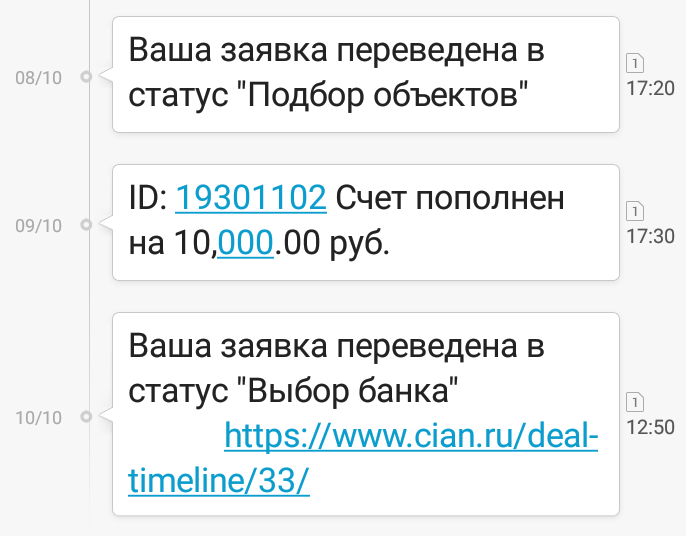 08/10
Ваша заявка переведена в
статус "Подбор объектов"
1
17:20
09/10
ID: 19301102 Счет пополнен
на 10,000.00 руб.
1
17:30
10/10
Ваша заявка переведена в
статус "Выбор банка"
https://www.cian.ru/deal-
timeline/33/
1
12:50